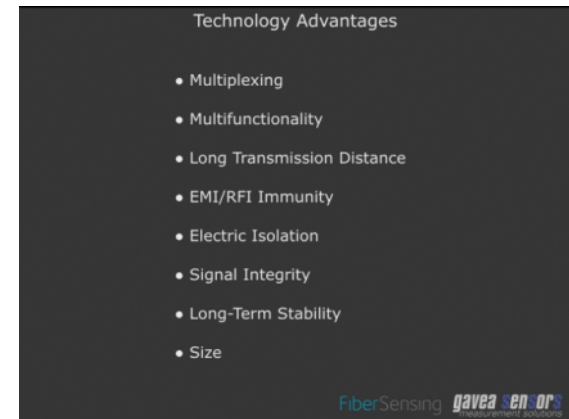 Technology Advantages
• Multiplexing
• Multifunctionality
• Long Transmission Distance
• EMI/RFI Immunity
• Electric Isolation
• Signal Integrity
• Long-Term Stability
• Size
FiberSensing gavea sensors
measurement solutions